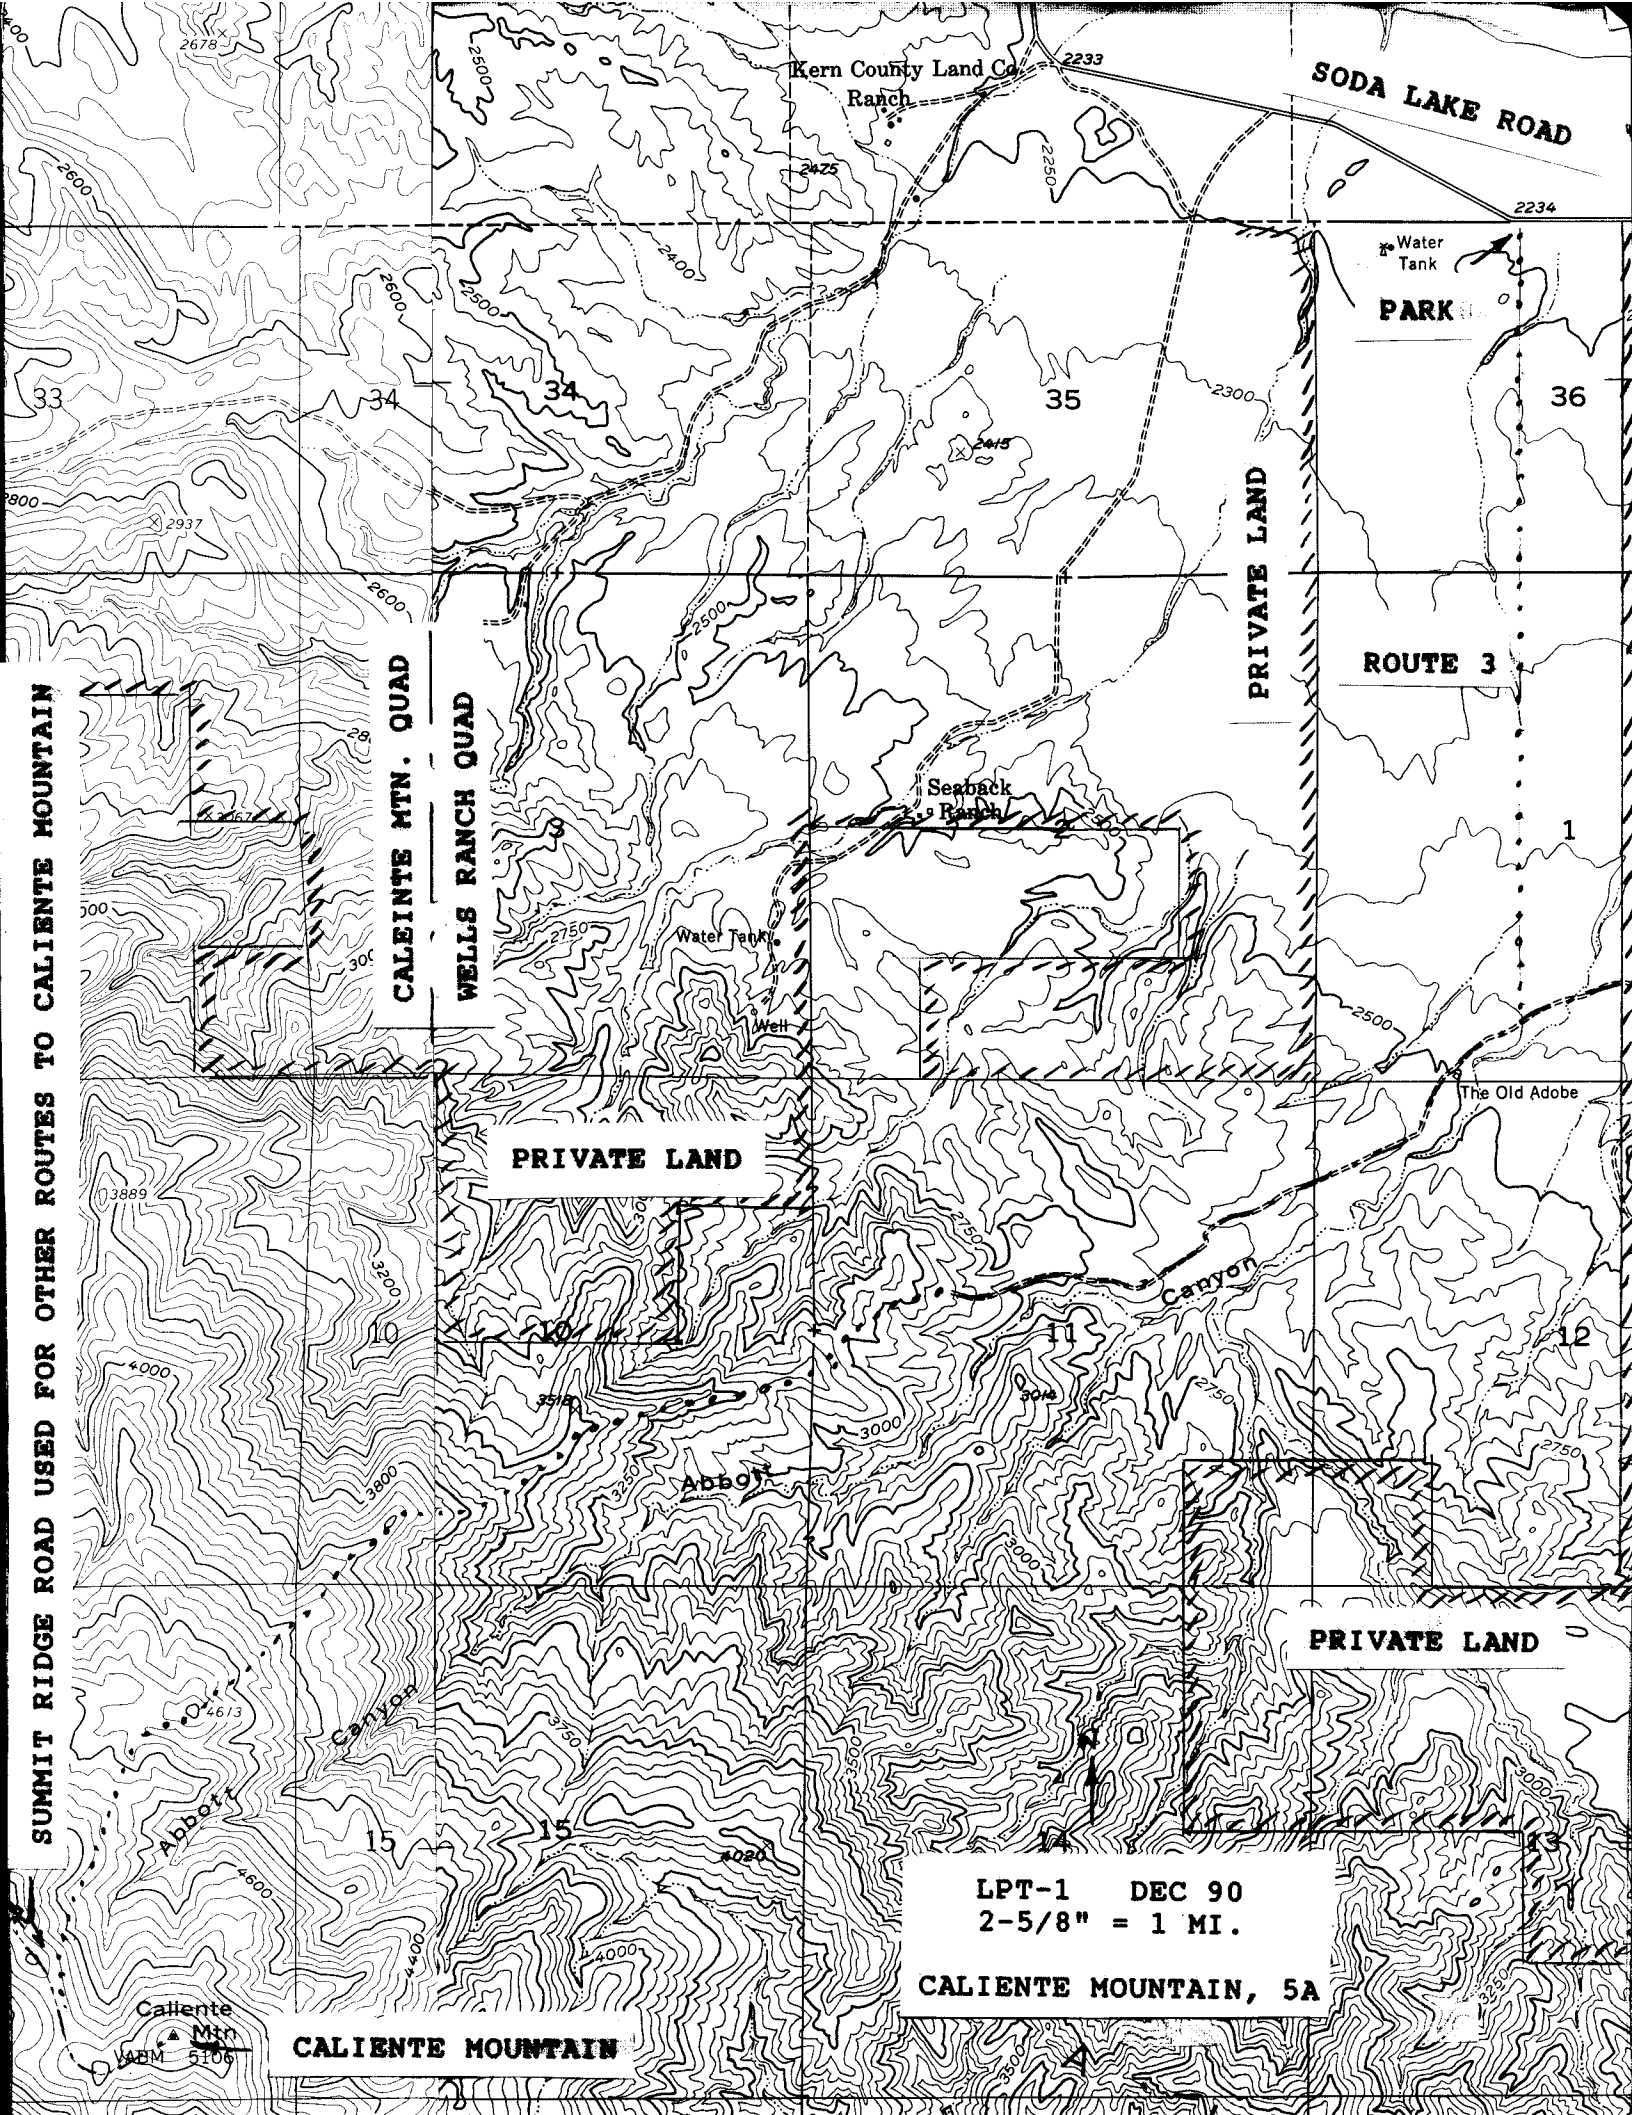 2678
2500
Kern County Land Co
Ranch
2233
SODA LAKE ROAD
2600
2475
2250
2234
Water
Tank
PARK
2400
2600
2500
33
34
34
35
36
2300
2415
2937
2600
2500
PRIVATE LAND
ROUTE 3
SUMMIT RIDGE ROAD USED FOR OTHER ROUTES TO CALIENTE MOUNTAIN
CALEINTE MTN. QUAD
WELLS RANCH QUAD
Seaback
Ranch
3
1
2750
Water Tank
Well
2500
The Old Adobe
PRIVATE LAND
3889
2750
3200
Canyon
10
10
11
12
4000
3518
3014
2750
3000
2750
3800
3250
Abbott
3000
PRIVATE LAND
4613
Canyon
3750
3500
N
3000
Abbott
15
15
14
13
4020
4600
LPT-1 DEC 90
2-5/8" = 1 MI.
4400
4000
3250
CALIENTE MOUNTAIN, 5A
Caliente
Mtn
VABM 5106
CALIENTE MOUNTAIN
3500